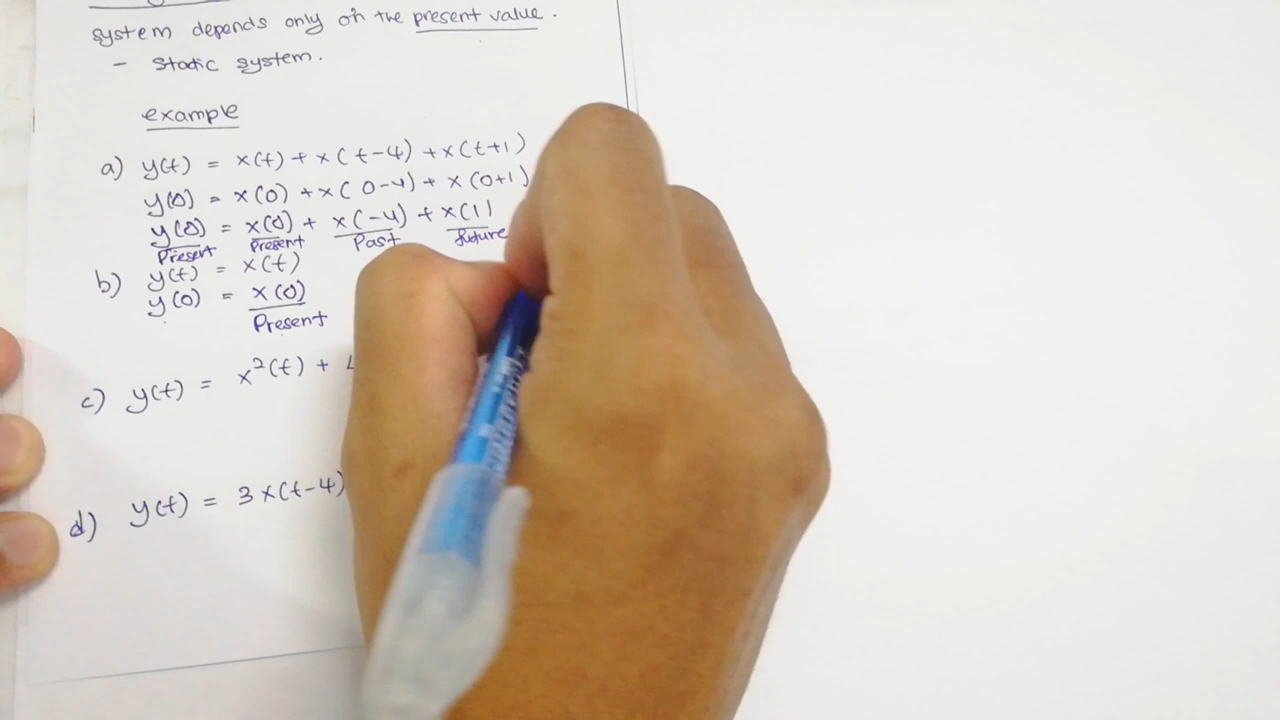 system depends only on the present value.
- Static system.
example
a) y(t) = x(t) + x(t-4) + x(t+1)
y(0) = x(0) + x(0-4) + x(0+1)
y(0) = x(0) + x(-4) + x(1)
Present Present Past future
b) y(t) = x(t)
y(0) = x(0)
Present
c) y(t) = x²(t) +
d) y(t) = 3x(t-4)